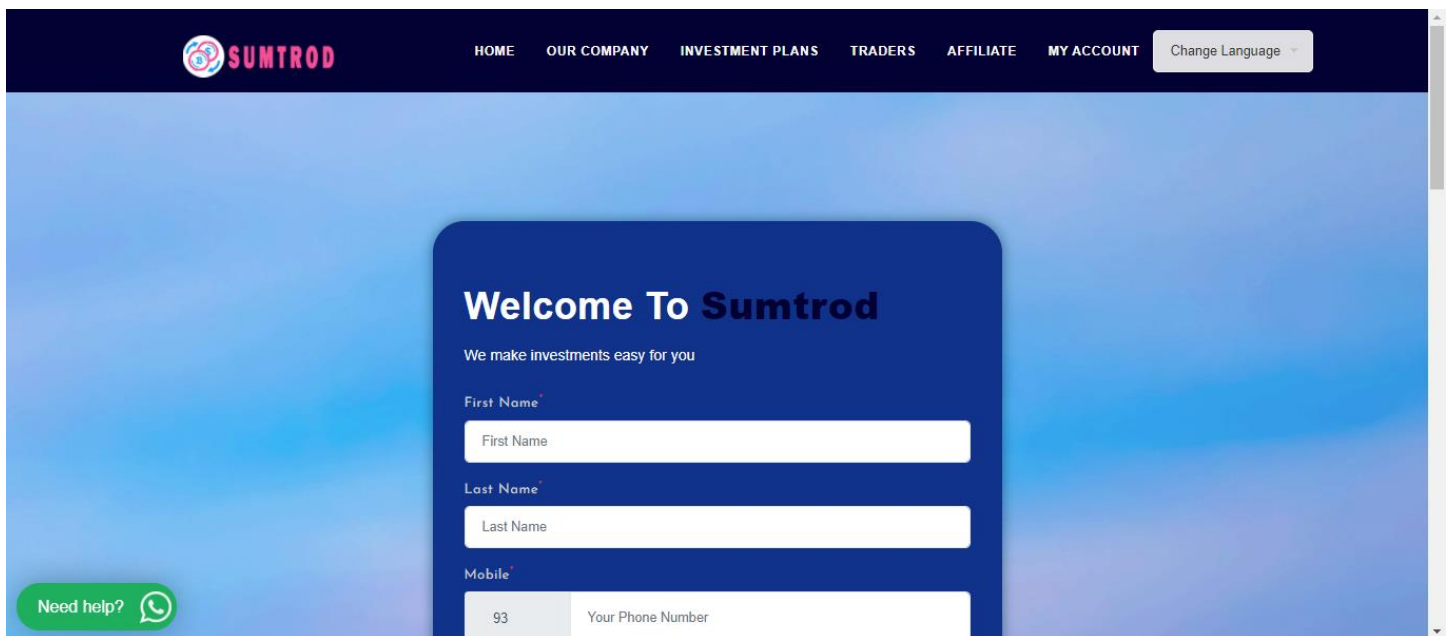 SUMTROD
HOME OUR COMPANY INVESTMENT PLANS TRADERS AFFILIATE MY ACCOUNT Change Language
Welcome To Sumtrod
We make investments easy for you
First Name*
First Name
Last Name*
Last Name
Mobile*
93 Your Phone Number
Need help?